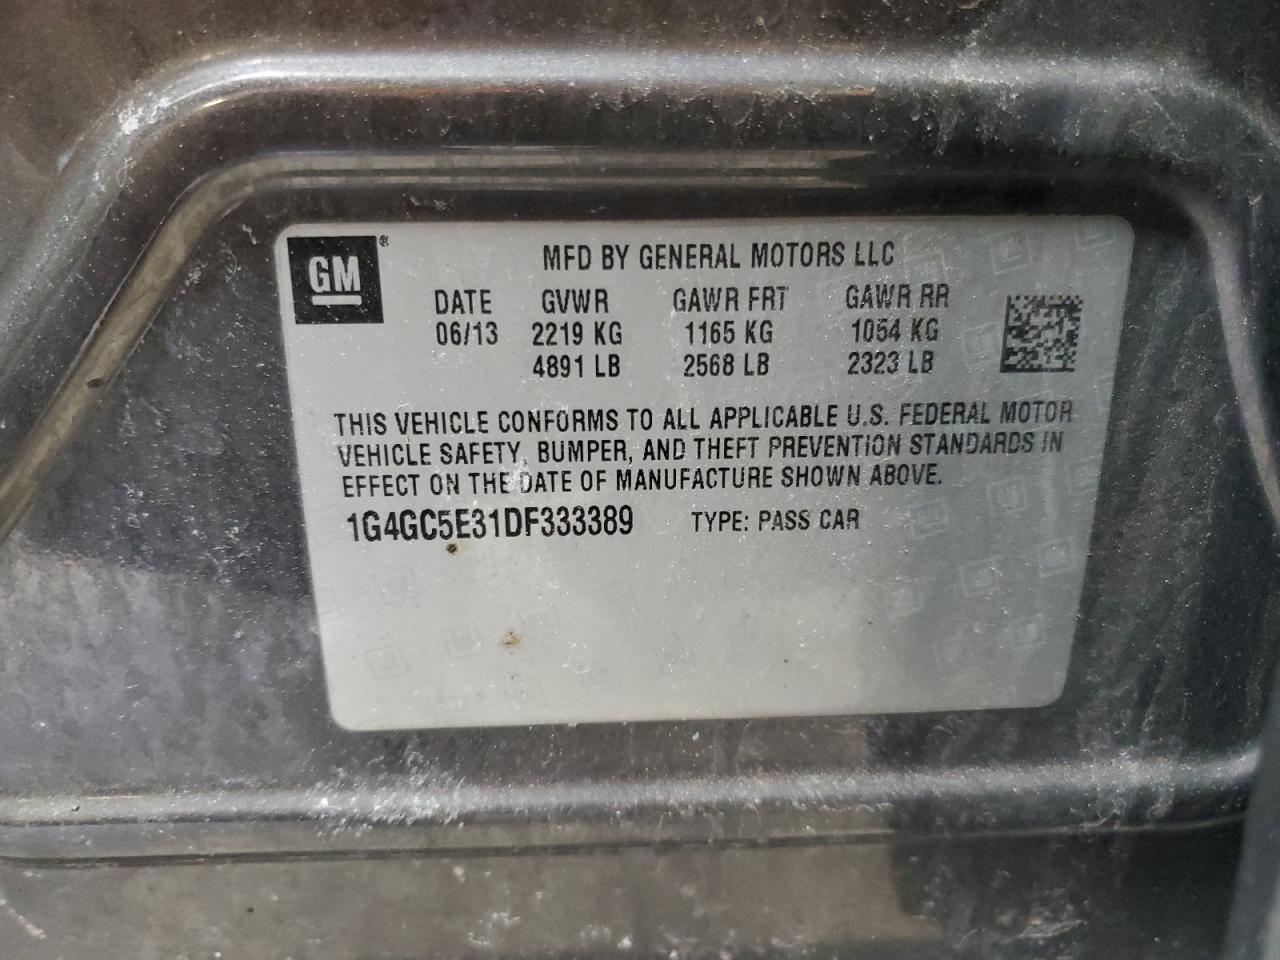 GM ®
MFD BY GENERAL MOTORS LLC
DATE GVWR GAWR FRT GAWR RR
06/13 2219 KG 1165 KG 1054 KG
4891 LB 2568 LB 2323 LB
THIS VEHICLE CONFORMS TO ALL APPLICABLE U.S. FEDERAL MOTOR
VEHICLE SAFETY, BUMPER, AND THEFT PREVENTION STANDARDS IN
EFFECT ON THE DATE OF MANUFACTURE SHOWN ABOVE.
1G4GC5E31DF333389 TYPE: PASS CAR